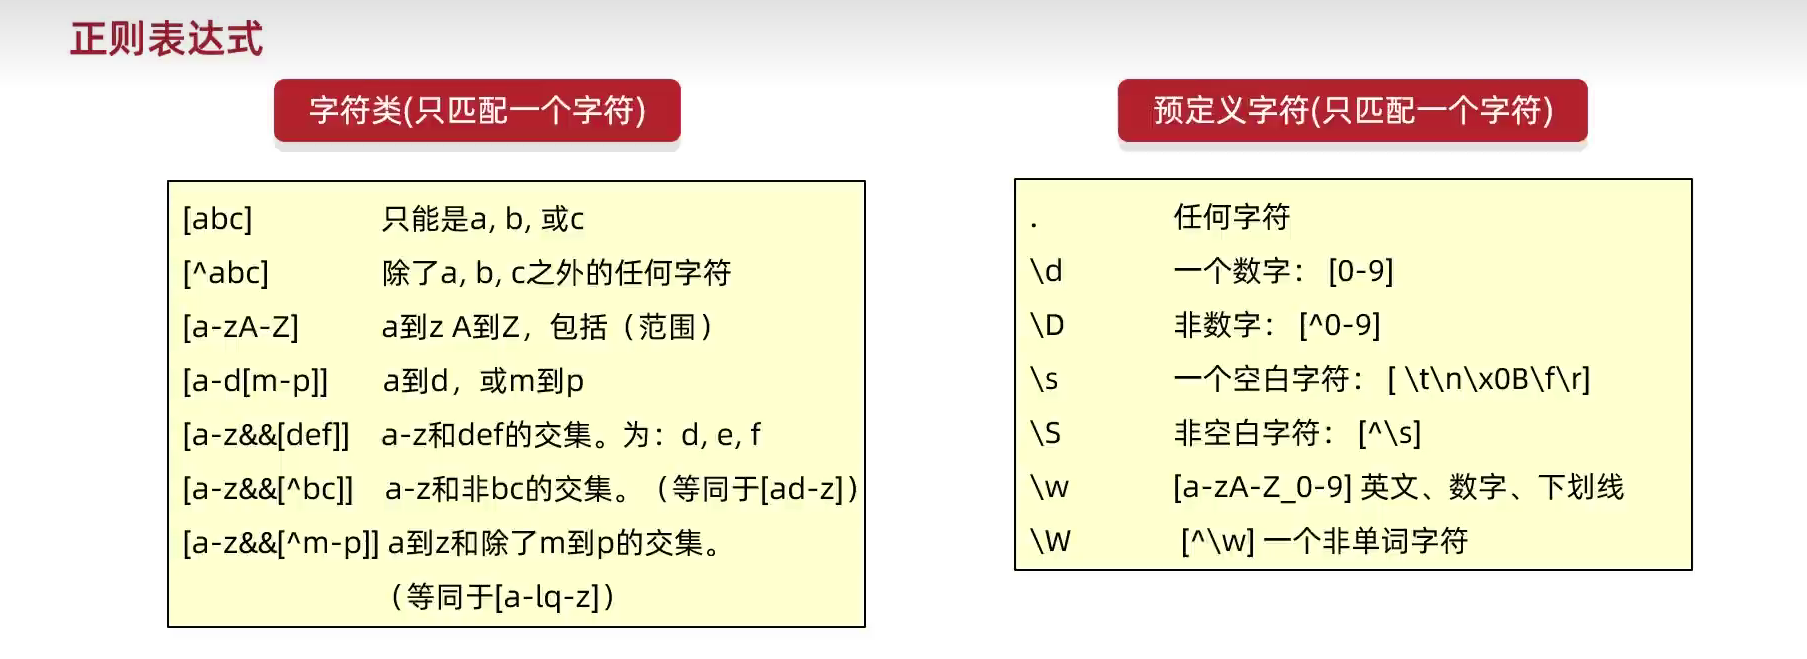 正则表达式
字符类(只匹配一个字符)
[abc] 只能是a, b, 或c
[^abc] 除了a, b, c之外的任何字符
[a-zA-Z] a到z A到Z，包括（范围）
[a-d[m-p]] a到d，或m到p
[a-z&&[def]] a-z和def的交集。为：d, e, f
[a-z&&[^bc]] a-z和非bc的交集。（等同于[ad-z]）
[a-z&&[^m-p]] a到z和除了m到p的交集。
（等同于[a-lq-z]）
预定义字符(只匹配一个字符)
. 任何字符
\d 一个数字： [0-9]
\D 非数字： [^0-9]
\s 一个空白字符： [ \t\n\x0B\f\r]
\S 非空白字符： [^\s]
\w [a-zA-Z_0-9] 英文、数字、下划线
\W [^\w] 一个非单词字符